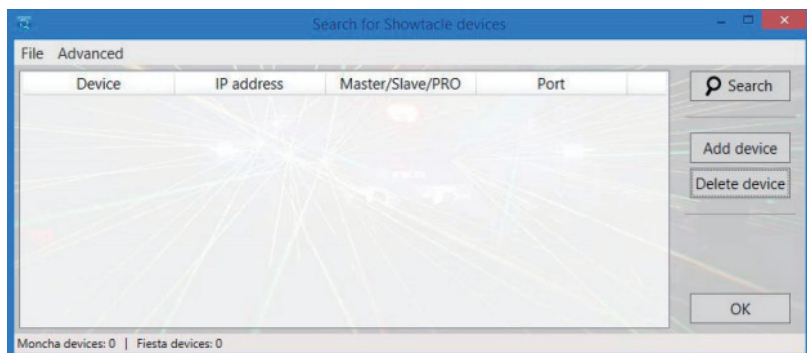 Search for Showtacle devices
File Advanced
Device IP address Master/Slave/PRO Port
Search
Add device
Delete device
OK
Moncha devices: 0 | Fiesta devices: 0